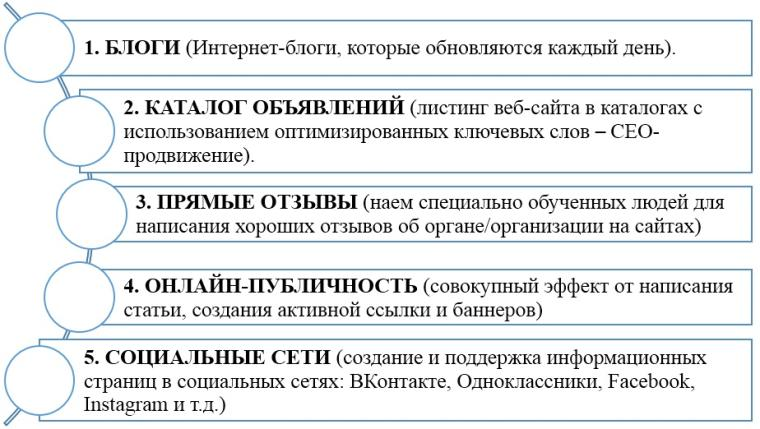 1. БЛОГИ (Интернет-блоги, которые обновляются каждый день).
2. КАТАЛОГ ОБЪЯВЛЕНИЙ (листинг веб-сайта в каталогах с
использованием оптимизированных ключевых слов – СЕО-
продвижение).
3. ПРЯМЫЕ ОТЗЫВЫ (наем специально обученных людей для
написания хороших отзывов об органе/организации на сайтах)
4. ОНЛАЙН-ПУБЛИЧНОСТЬ (совокупный эффект от написания
статьи, создания активной ссылки и баннеров)
5. СОЦИАЛЬНЫЕ СЕТИ (создание и поддержка информационных
страниц в социальных сетях: ВКонтакте, Одноклассники, Facebook,
Instagram и т.д.)